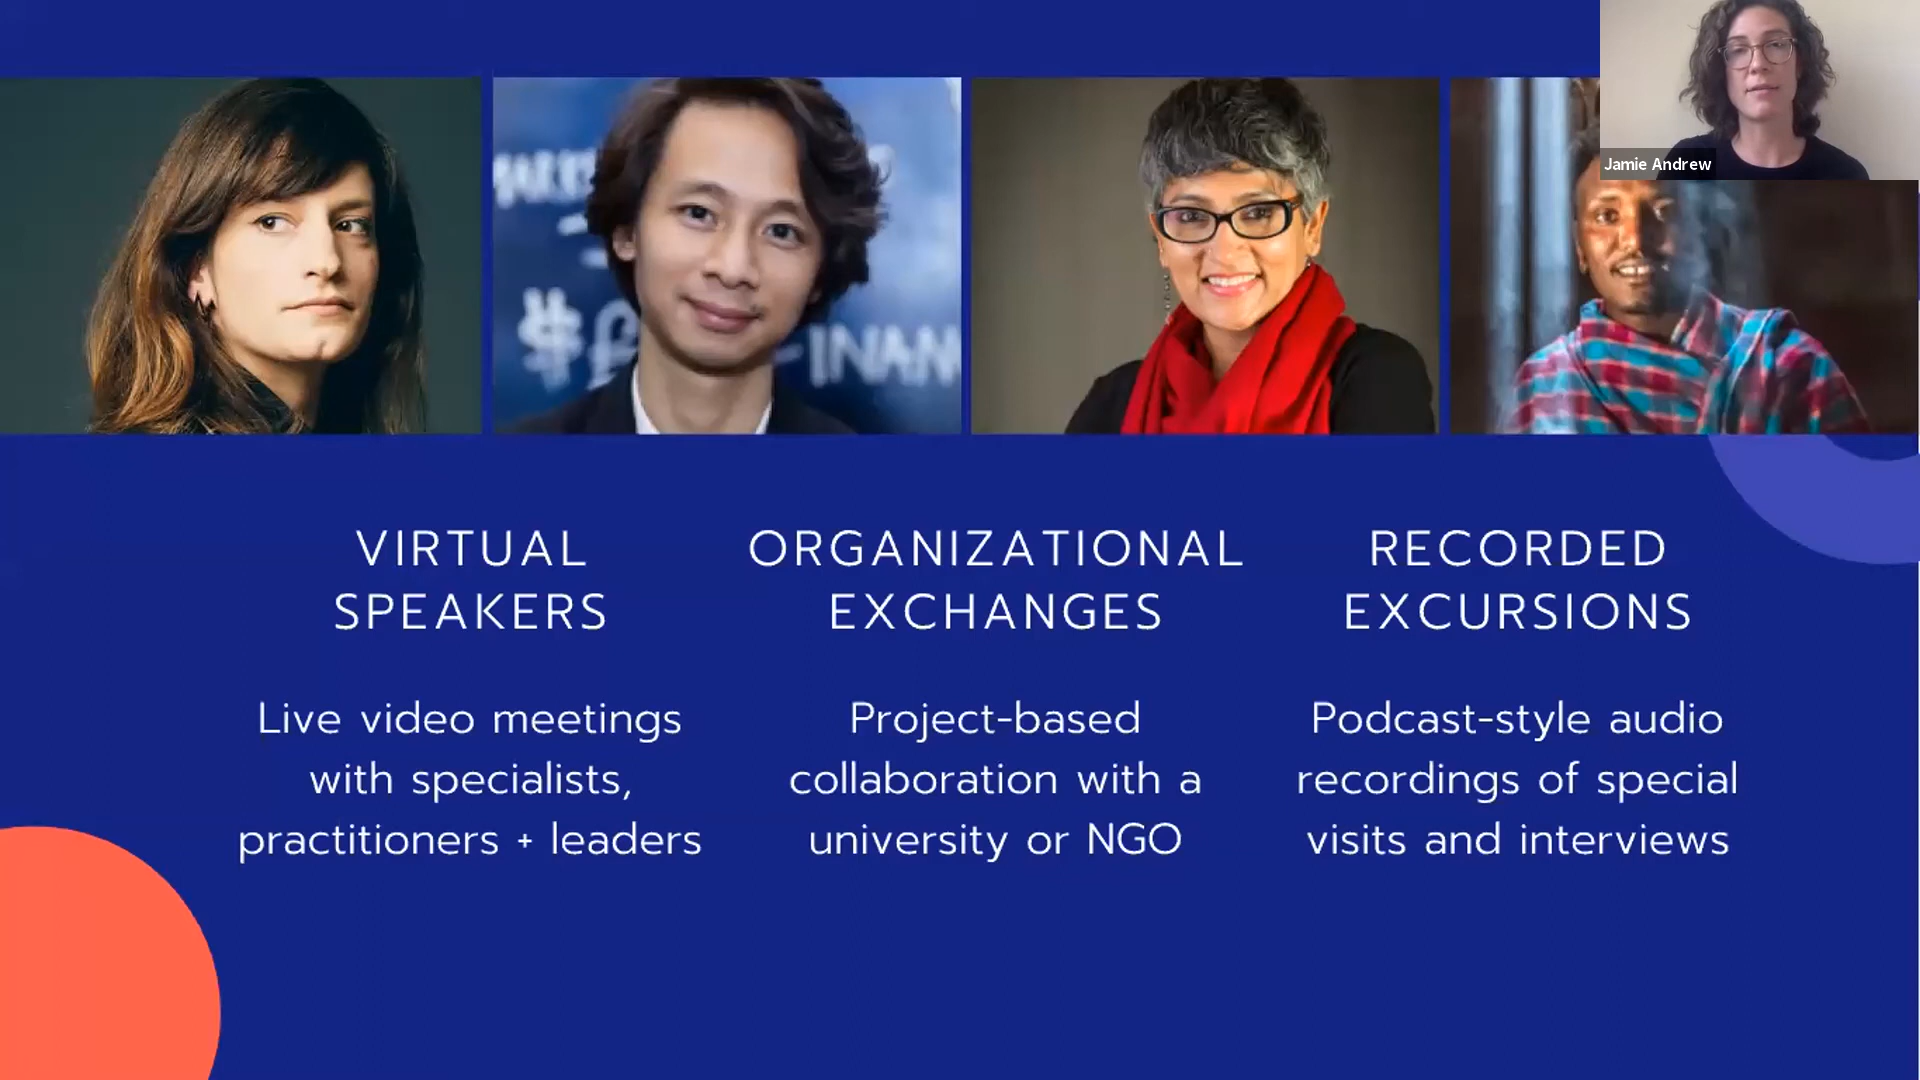 Jamie Andrew
VIRTUAL
SPEAKERS
Live video meetings
with specialists,
practitioners + leaders
ORGANIZATIONAL
EXCHANGES
Project-based
collaboration with a
university or NGO
RECORDED
EXCURSIONS
Podcast-style audio
recordings of special
visits and interviews